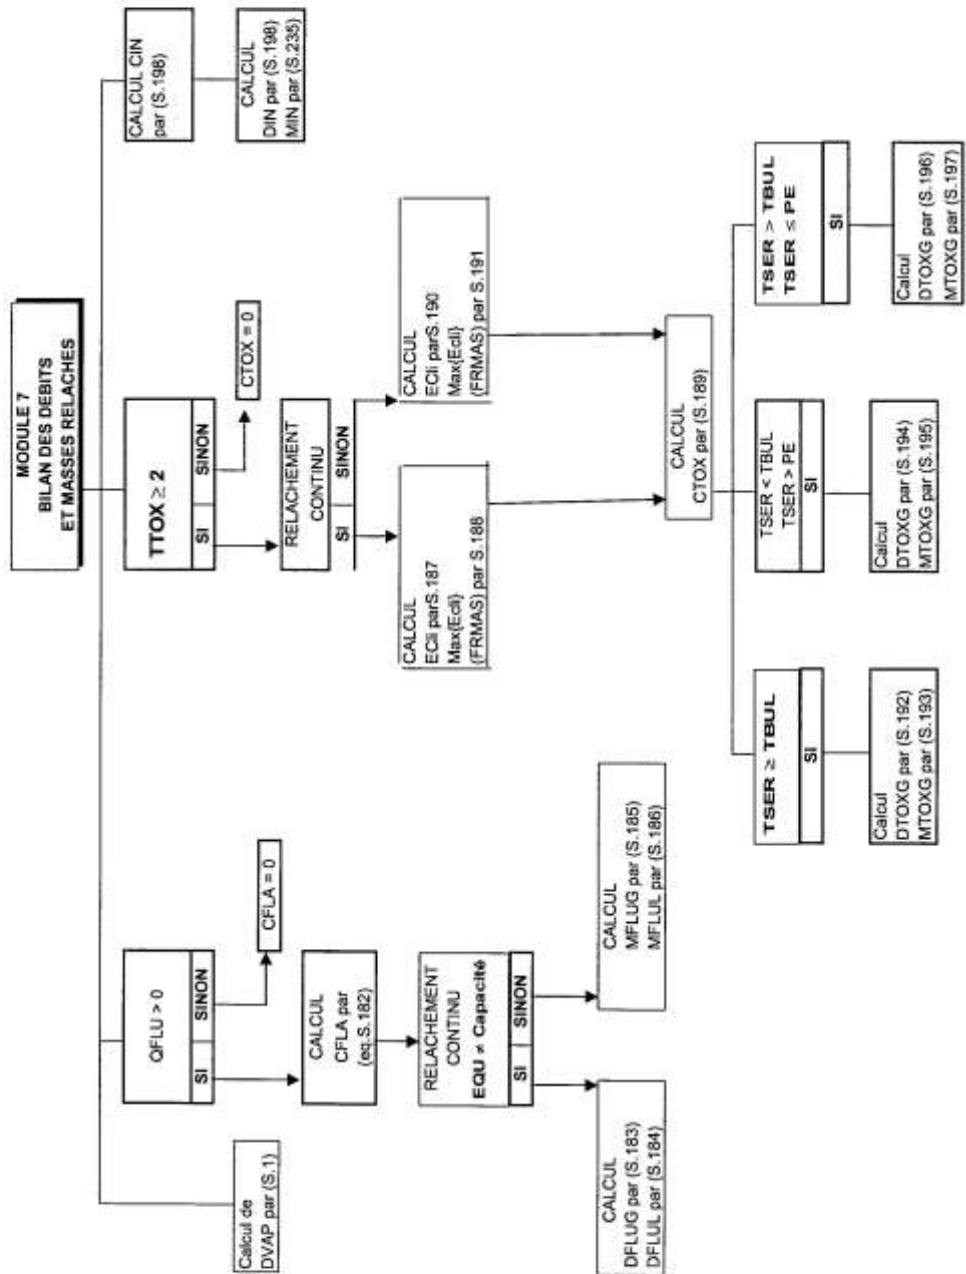 MODULE 7
BILAN DES DEBITS
ET MASSES RELACHES
Calcul de
DVAP par (S.1)
QFLU > 0
SI
SINON
CFLA = 0
CALCUL
CFLA par
(eq.S.182)
RELACHEMENT
CONTINU
EQU ≠ Capacité
SI
SINON
CALCUL
DFLUG par (S.183)
DFLUL par (S.184)
CALCUL
MFLUG par (S.185)
MFLUL par (S.186)
TTOX ≥ 2
SI
SINON
CTOX = 0
RELACHEMENT
CONTINU
SI
SINON
CALCUL
ECli parS.187
Max{Ecli}
(FRMAS) par S.188
CALCUL
ECli parS.190
Max{Ecli}
(FRMAS) par S.191
CALCUL
CTOX par (S.189)
TSER ≥ TBUL
SI
Calcul
DTOXG par (S.192)
MTOXG par (S.193)
TSER < TBUL
TSER > PE
SI
Calcul
DTOXG par (S.194)
MTOXG par (S.195)
TSER > TBUL
TSER ≤ PE
SI
Calcul
DTOXG par (S.196)
MTOXG par (S.197)
CALCUL CIN
par (S.198)
CALCUL
DIN par (S.198)
MIN par (S.235)